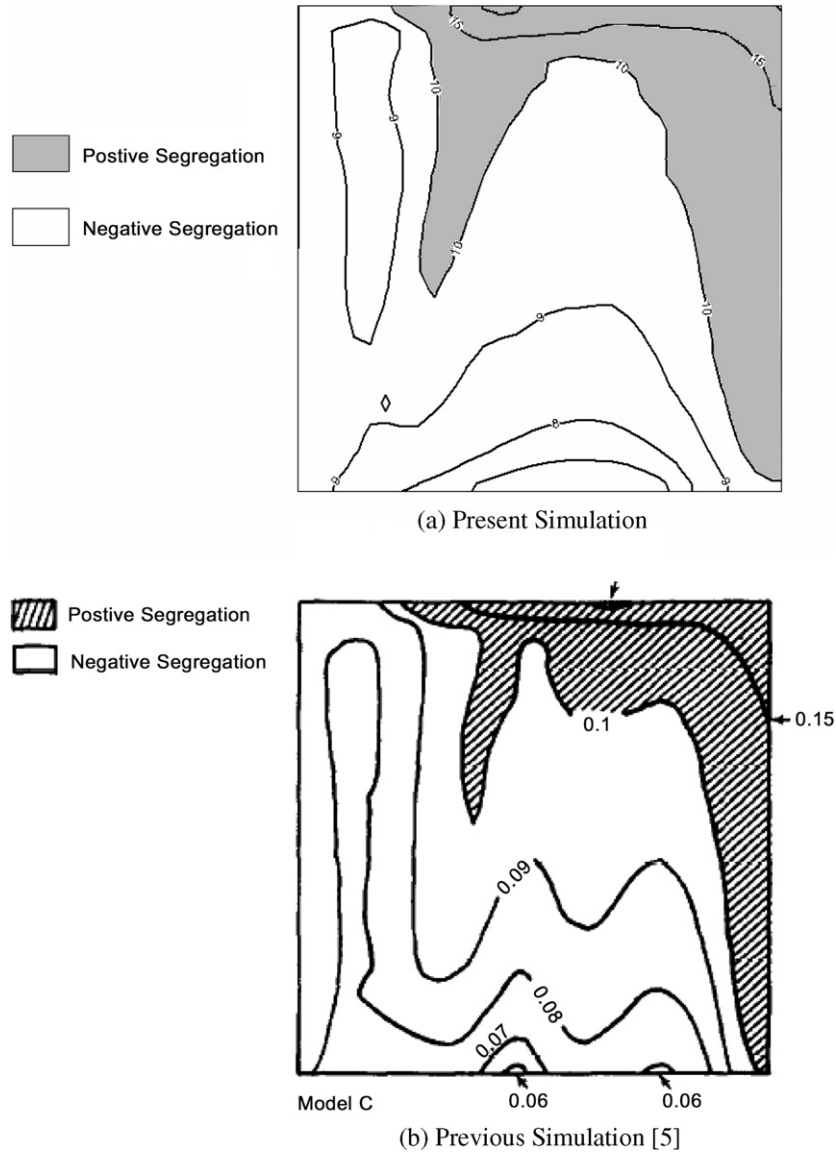 15
15
10
10
9
9
Postive Segregation
Negative Segregation
10
10
9
8
9
9
(a) Present Simulation
Postive Segregation
Negative Segregation
0.15
0.1
0.09
0.08
0.07
Model C
0.06
0.06
(b) Previous Simulation [5]